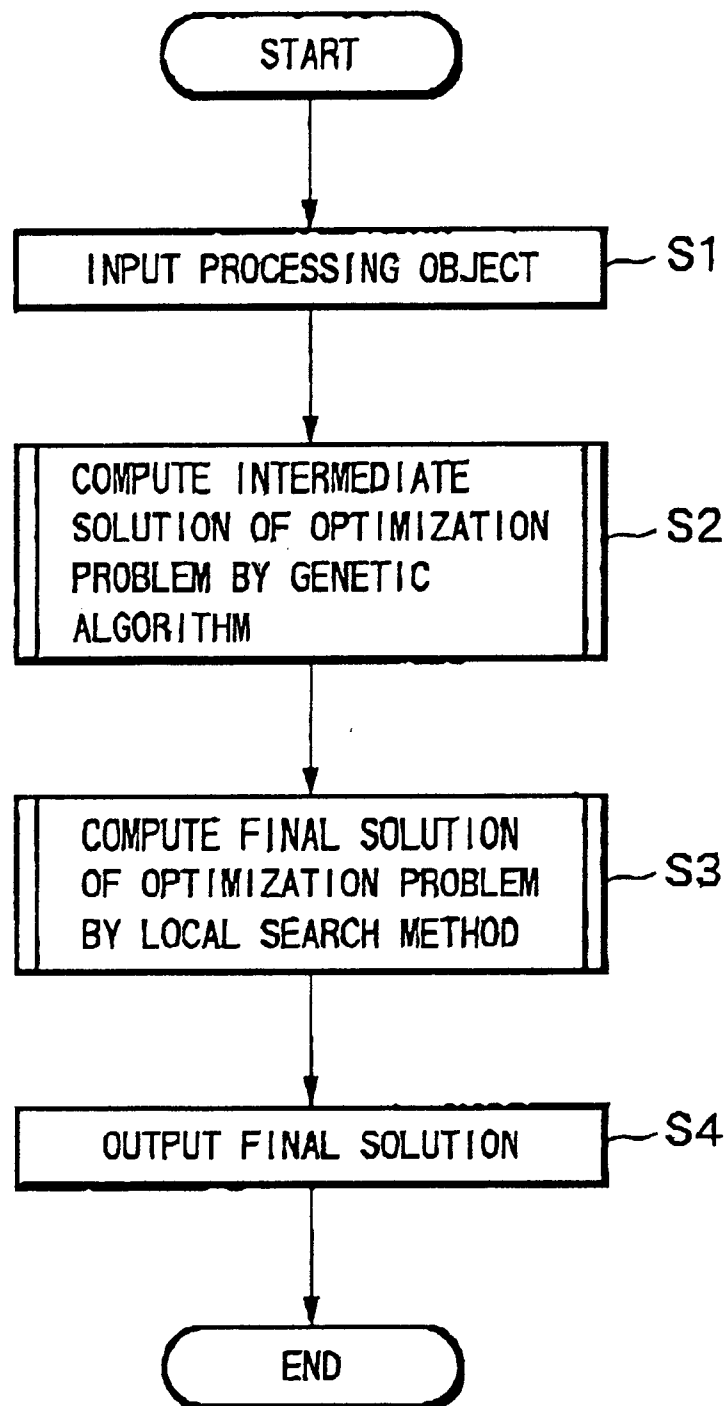 START
INPUT PROCESSING OBJECT
S1
COMPUTE INTERMEDIATE
SOLUTION OF OPTIMIZATION
PROBLEM BY GENETIC
ALGORITHM
S2
COMPUTE FINAL SOLUTION
OF OPTIMIZATION PROBLEM
BY LOCAL SEARCH METHOD
S3
OUTPUT FINAL SOLUTION
S4
END